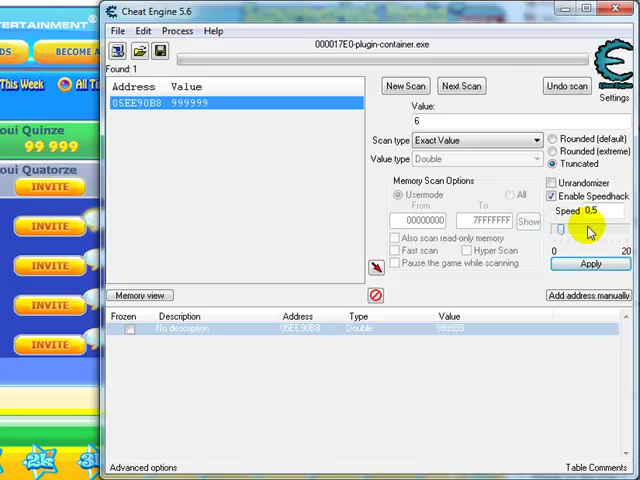 Cheat Engine 5.6
File Edit Process Help
000017E0-plugin-container.exe
Found: 1
Address Value
05EE90B8 999999
New Scan Next Scan Undo scan
Cheat Engine
Settings
Value:
6
Scan type Exact Value
Value type Double
Rounded (default)
Rounded (extreme)
Truncated
Memory Scan Options
Usermode All
From To
00000000 7FFFFFFF Show
Also scan read-only memory
Fast scan Hyper Scan
Pause the game while scanning
Unrandomizer
Enable Speedhack
Speed 0,5
0 20
Apply
Memory view
Add address manually
Frozen Description Address Type Value
No description 05EE90B8 Double 999999
Advanced options
Table Comments
NTERTAINMENT®
DS
BECOME A
This Week
All Ti
oui Quinze
99 999
oui Quatorze
INVITE
INVITE
INVITE
INVITE
INVITE